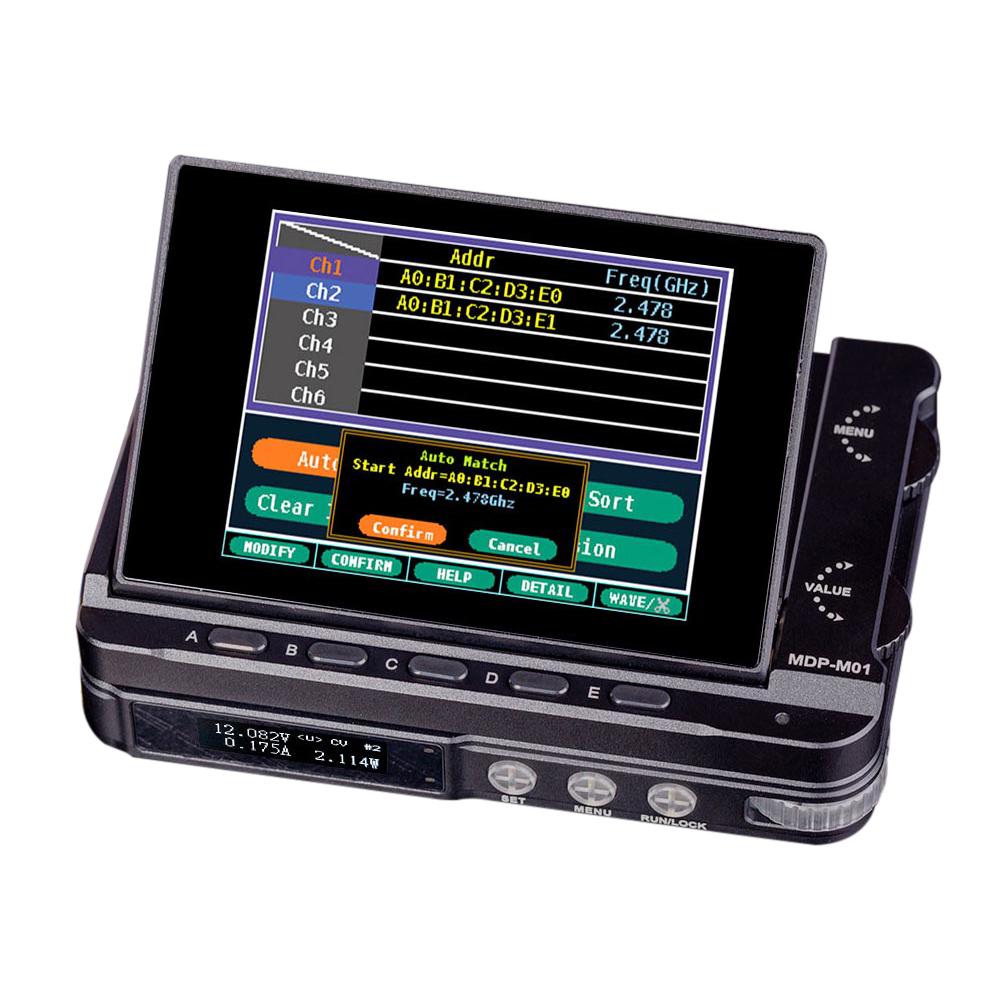 Addr Freq(GHz)
Ch1 A0:B1:C2:D3:E0 2.478
Ch2 A0:B1:C2:D3:E1 2.478
Ch3
Ch4
Ch5
Ch6
Auto Match
Start Addr=A0:B1:C2:D3:E0
Freq=2.478Ghz
Confirm Cancel
Auto Sort
Clear sion
MODIFY CONFIRM HELP DETAIL WAVE/
MENU
VALUE
MDP-M01
A B C D E
12.082V <U> CV #2
0.175A 2.114W
SET MENU RUN/LOCK